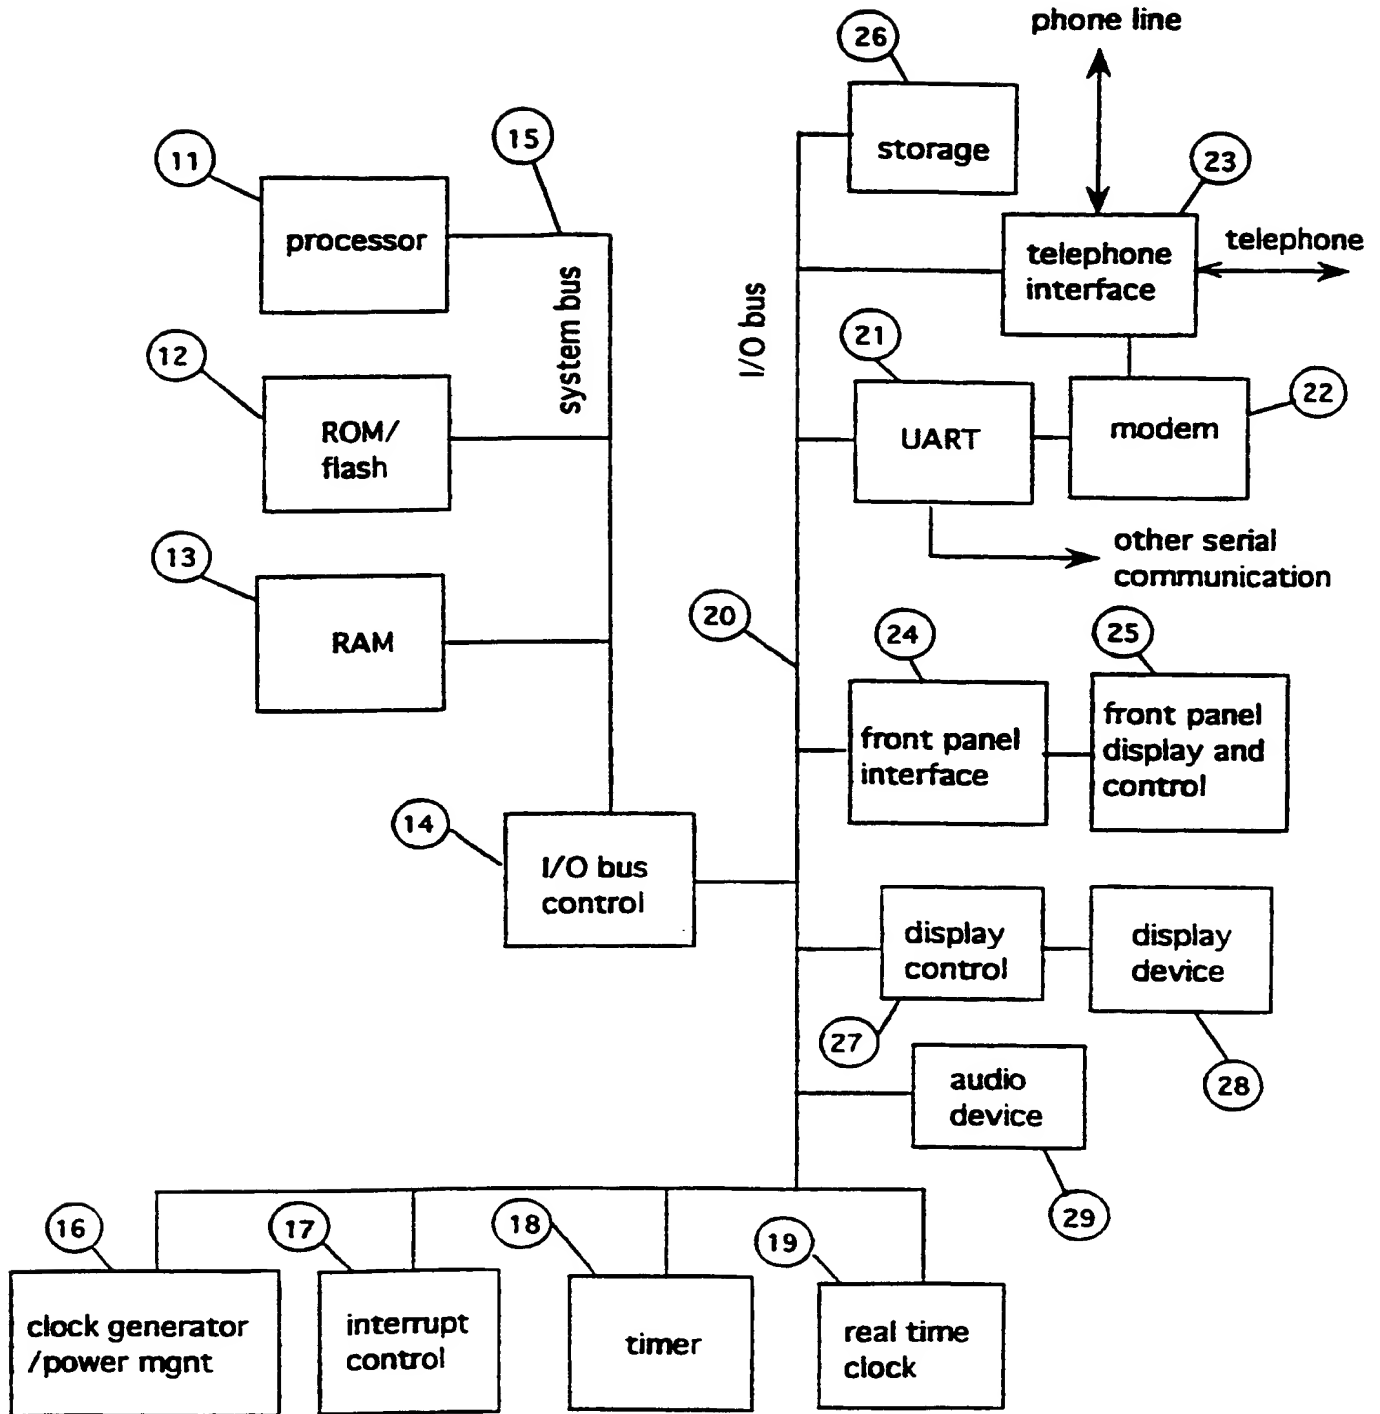 phone line
26
storage
15
11
23
processor
telephone
interface
telephone
system bus
I/O bus
21
12
ROM/
flash
UART
modem
22
13
other serial
communication
RAM
20
24
25
front panel
interface
front panel
display and
control
14
I/O bus
control
display
control
display
device
27
28
audio
device
29
16
17
18
19
clock generator
/power mgnt
interrupt
control
timer
real time
clock